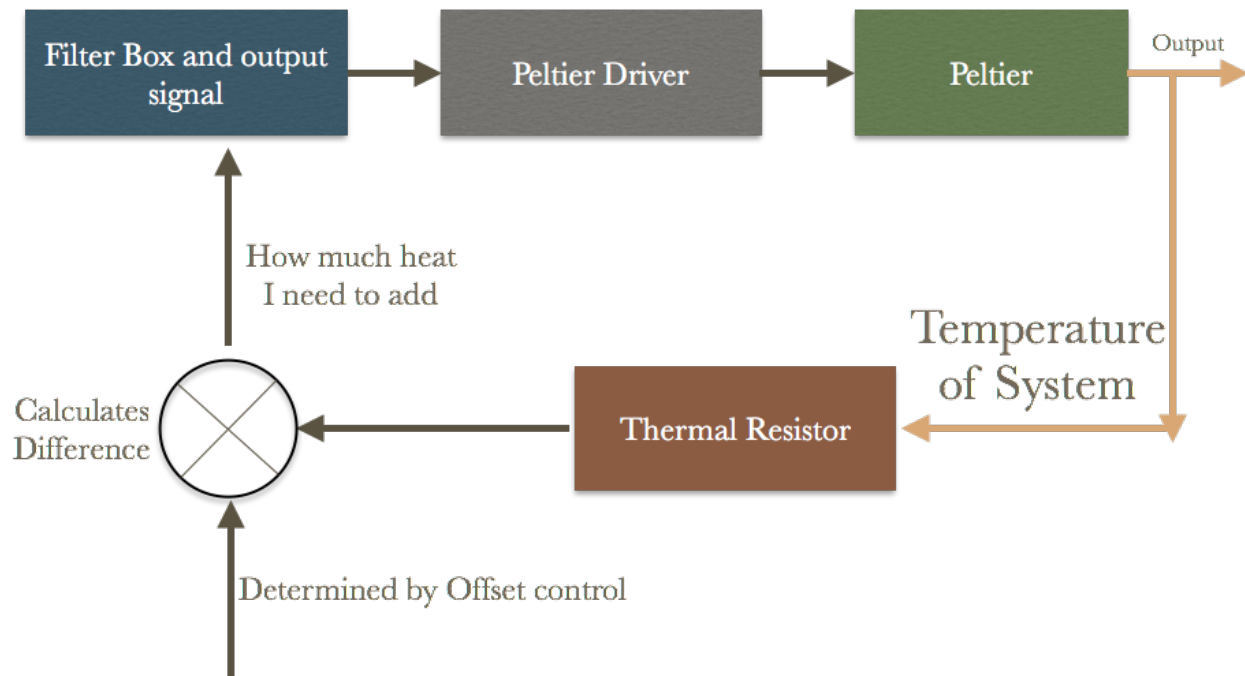 Filter Box and output
signal
Peltier Driver
Peltier
Output
How much heat
I need to add
Temperature
of System
Calculates
Difference
Thermal Resistor
Determined by Offset control